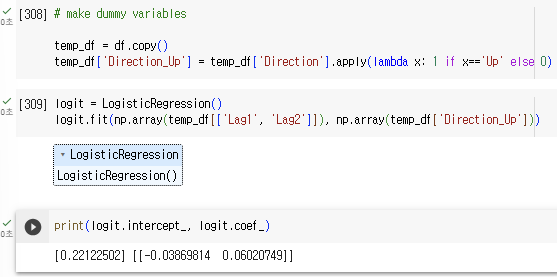 [308] # make dummy variables
temp_df = df.copy()
temp_df['Direction_Up'] = temp_df['Direction'].apply(lambda x: 1 if x=='Up' else 0)
0초
[309] logit = LogisticRegression()
logit.fit(np.array(temp_df[['Lag1', 'Lag2']]), np.array(temp_df['Direction_Up']))
0초
LogisticRegression
LogisticRegression()
print(logit.intercept_, logit.coef_)
0초
[0.22122502] [[-0.03869814 0.06020749]]